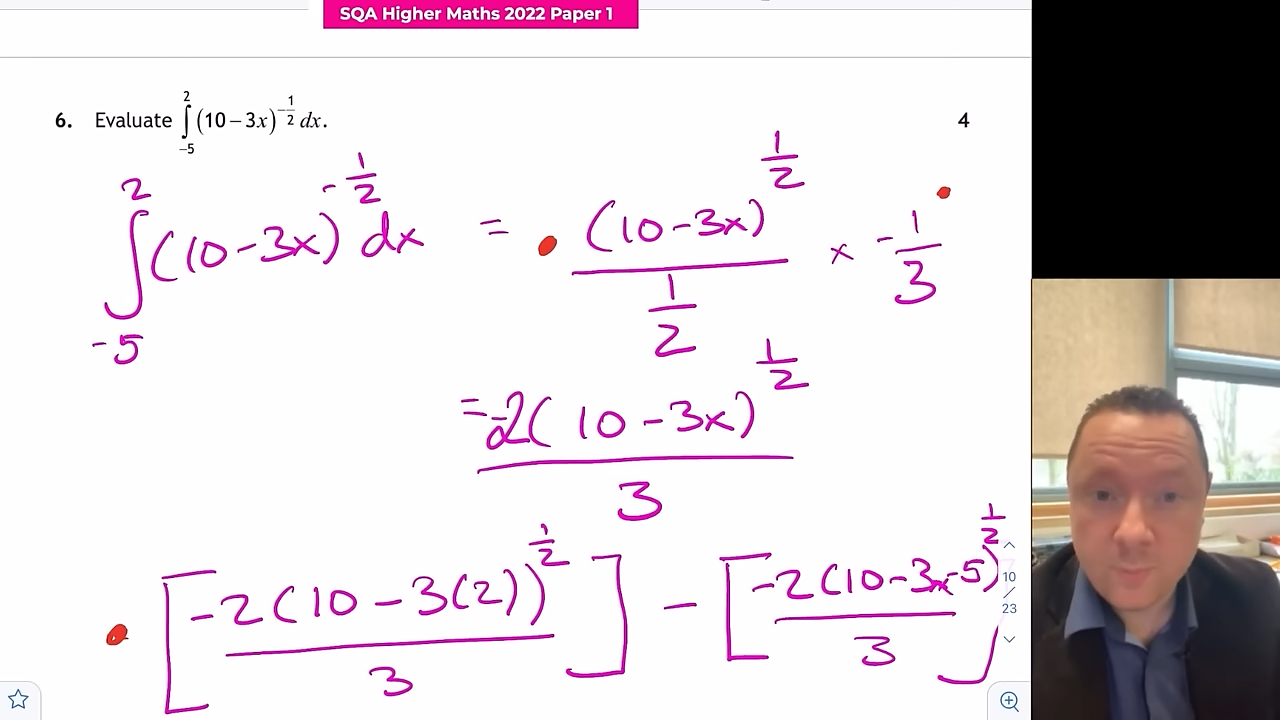 SQA Higher Maths 2022 Paper 1
6. Evaluate ∫₋₅² (10 – 3x)^(–1/2) dx. 4
∫₋₅² (10-3x)^(-1/2) dx = (10-3x)^(1/2) / (1/2) × -1/3
= -2(10-3x)^(1/2) / 3
[-2(10-3(2))^(1/2) / 3] - [-2(10-3x-5)^(1/2) / 3]
10
/
23